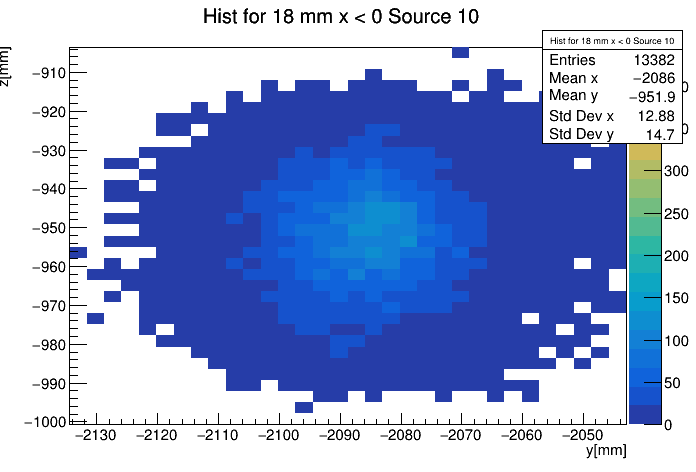 Hist for 18 mm x < 0 Source 10
z[mm]
Hist for 18 mm x < 0 Source 10
Entries 13382
Mean x −2086
Mean y −951.9
Std Dev x 12.88
Std Dev y 14.7
−910
−920
−930
−940
−950
−960
−970
−980
−990
−1000
−2130 −2120 −2110 −2100 −2090 −2080 −2070 −2060 −2050
y[mm]
300
250
200
150
100
50
0